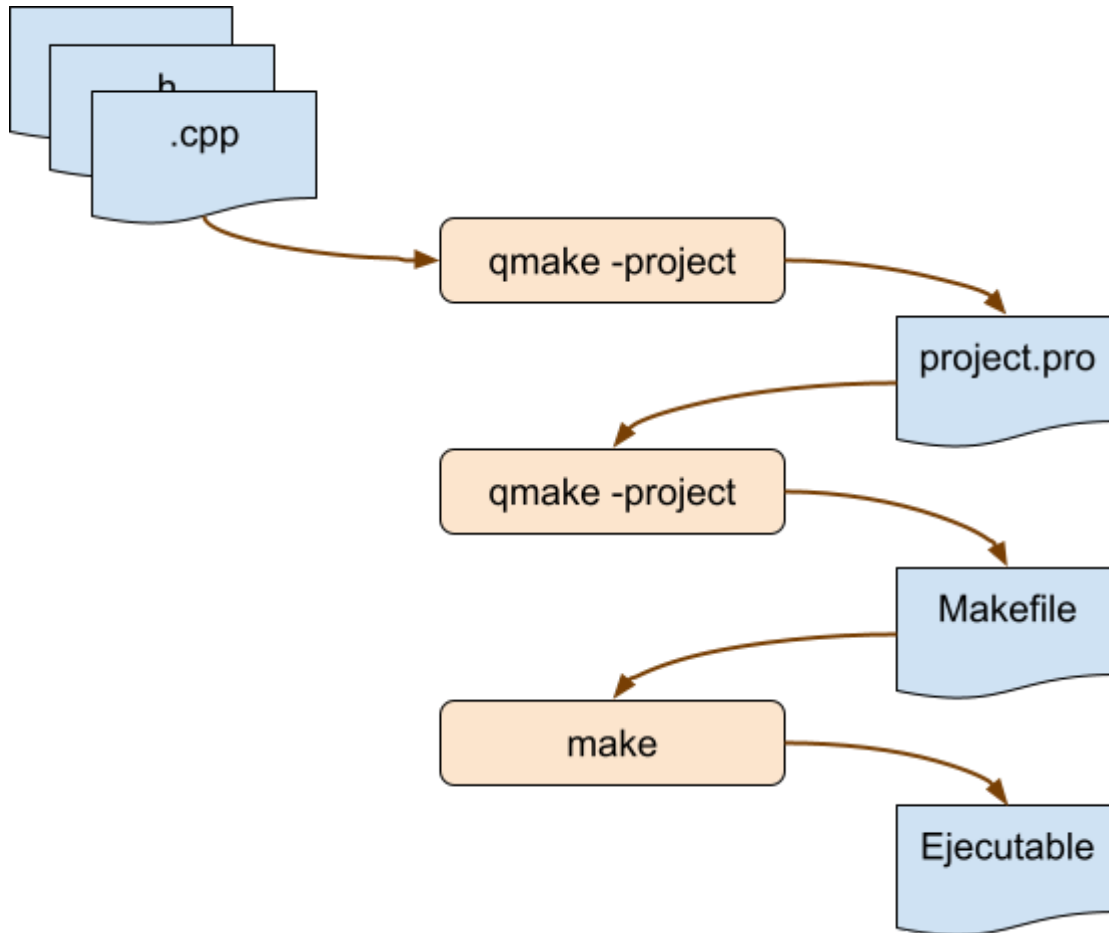 .cpp
qmake -project
project.pro
qmake -project
Makefile
make
Ejecutable